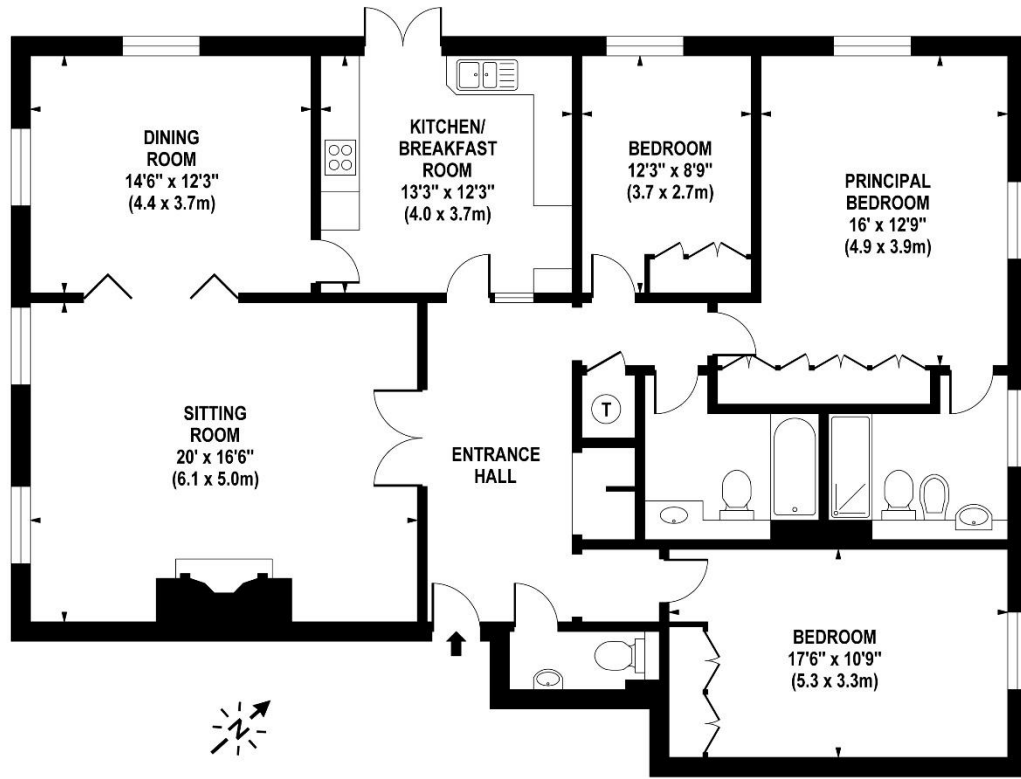 DINING
ROOM
14'6" x 12'3"
(4.4 x 3.7m)
KITCHEN/
BREAKFAST
ROOM
13'3" x 12'3"
(4.0 x 3.7m)
BEDROOM
12'3" x 8'9"
(3.7 x 2.7m)
PRINCIPAL
BEDROOM
16' x 12'9"
(4.9 x 3.9m)
SITTING
ROOM
20' x 16'6"
(6.1 x 5.0m)
ENTRANCE
HALL
T
BEDROOM
17'6" x 10'9"
(5.3 x 3.3m)
N